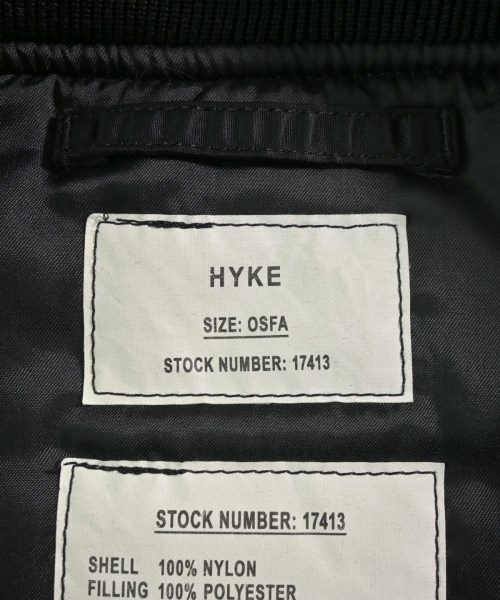 HYKE
SIZE: OSFA
STOCK NUMBER: 17413
STOCK NUMBER: 17413
SHELL 100% NYLON
FILLING 100% POLYESTER